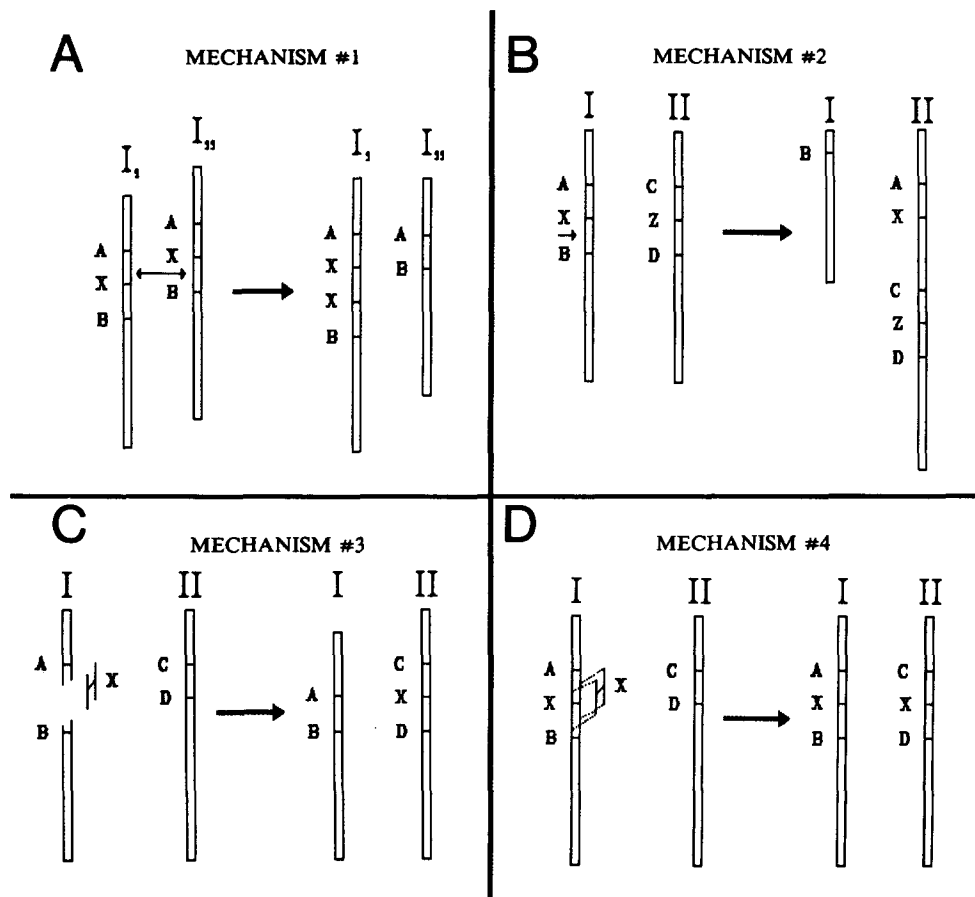 A
MECHANISM #1
I, I,,
A
X
B
A
X
B
I, I,,
A
X
X
B
A
B
B
MECHANISM #2
I II
A
X
B
C
Z
D
I II
B
A
X
C
Z
D
C
MECHANISM #3
I II
A
B
X
C
D
I II
A
B
C
X
D
D
MECHANISM #4
I II
A
X
B
X
C
D
I II
A
X
B
C
X
D